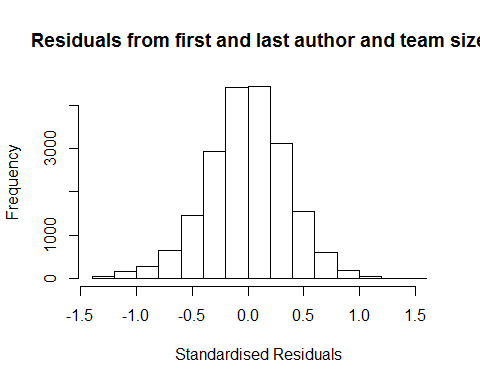 Residuals from first and last author and team size
Frequency
3000
1000
0
-1.5 -1.0 -0.5 0.0 0.5 1.0 1.5
Standardised Residuals